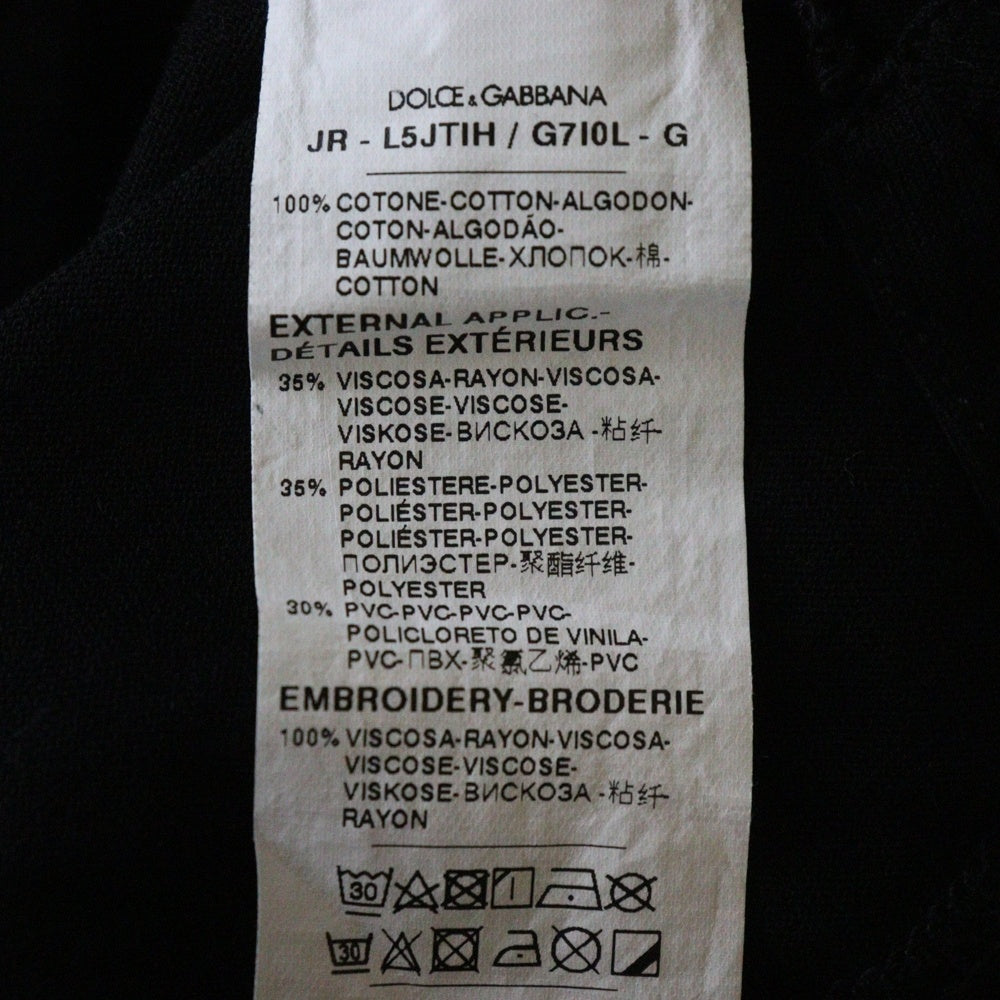 DOLCE & GABBANA
JR - L5JTIH / G7I0L - G
100% COTONE-COTTON-ALGODON-
COTON-ALGODÃO-
BAUMWOLLE-ХЛОПОК-棉-
COTTON
EXTERNAL APPLIC.-
DÉTAILS EXTÉRIEURS
35% VISCOSA-RAYON-VISCOSA-
VISCOSE-VISCOSE-
VISKOSE-ВИСКОЗА -粘纤-
RAYON
35% POLIESTERE-POLYESTER-
POLIÉSTER-POLYESTER-
POLIÉSTER-POLYESTER-
ПОЛИЭСТЕР-聚酯纤维-
POLYESTER
30% PVC-PVC-PVC-PVC-
POLICLORETO DE VINILA-
PVC-ПВХ-聚氯乙烯-PVC
EMBROIDERY-BRODERIE
100% VISCOSA-RAYON-VISCOSA-
VISCOSE-VISCOSE-
VISKOSE-ВИСКОЗА -粘纤-
RAYON
30
30